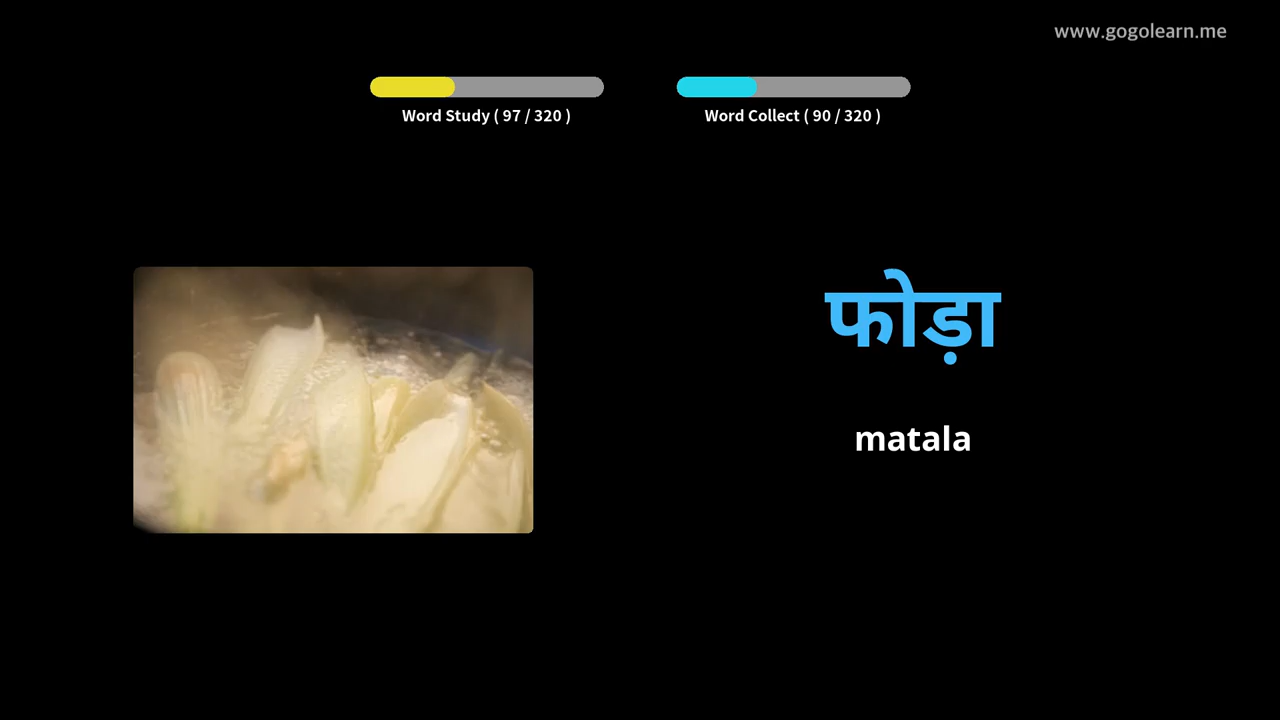 www.gogolearn.me
Word Study ( 97 / 320 )
Word Collect ( 90 / 320 )
फोड़ा
matala